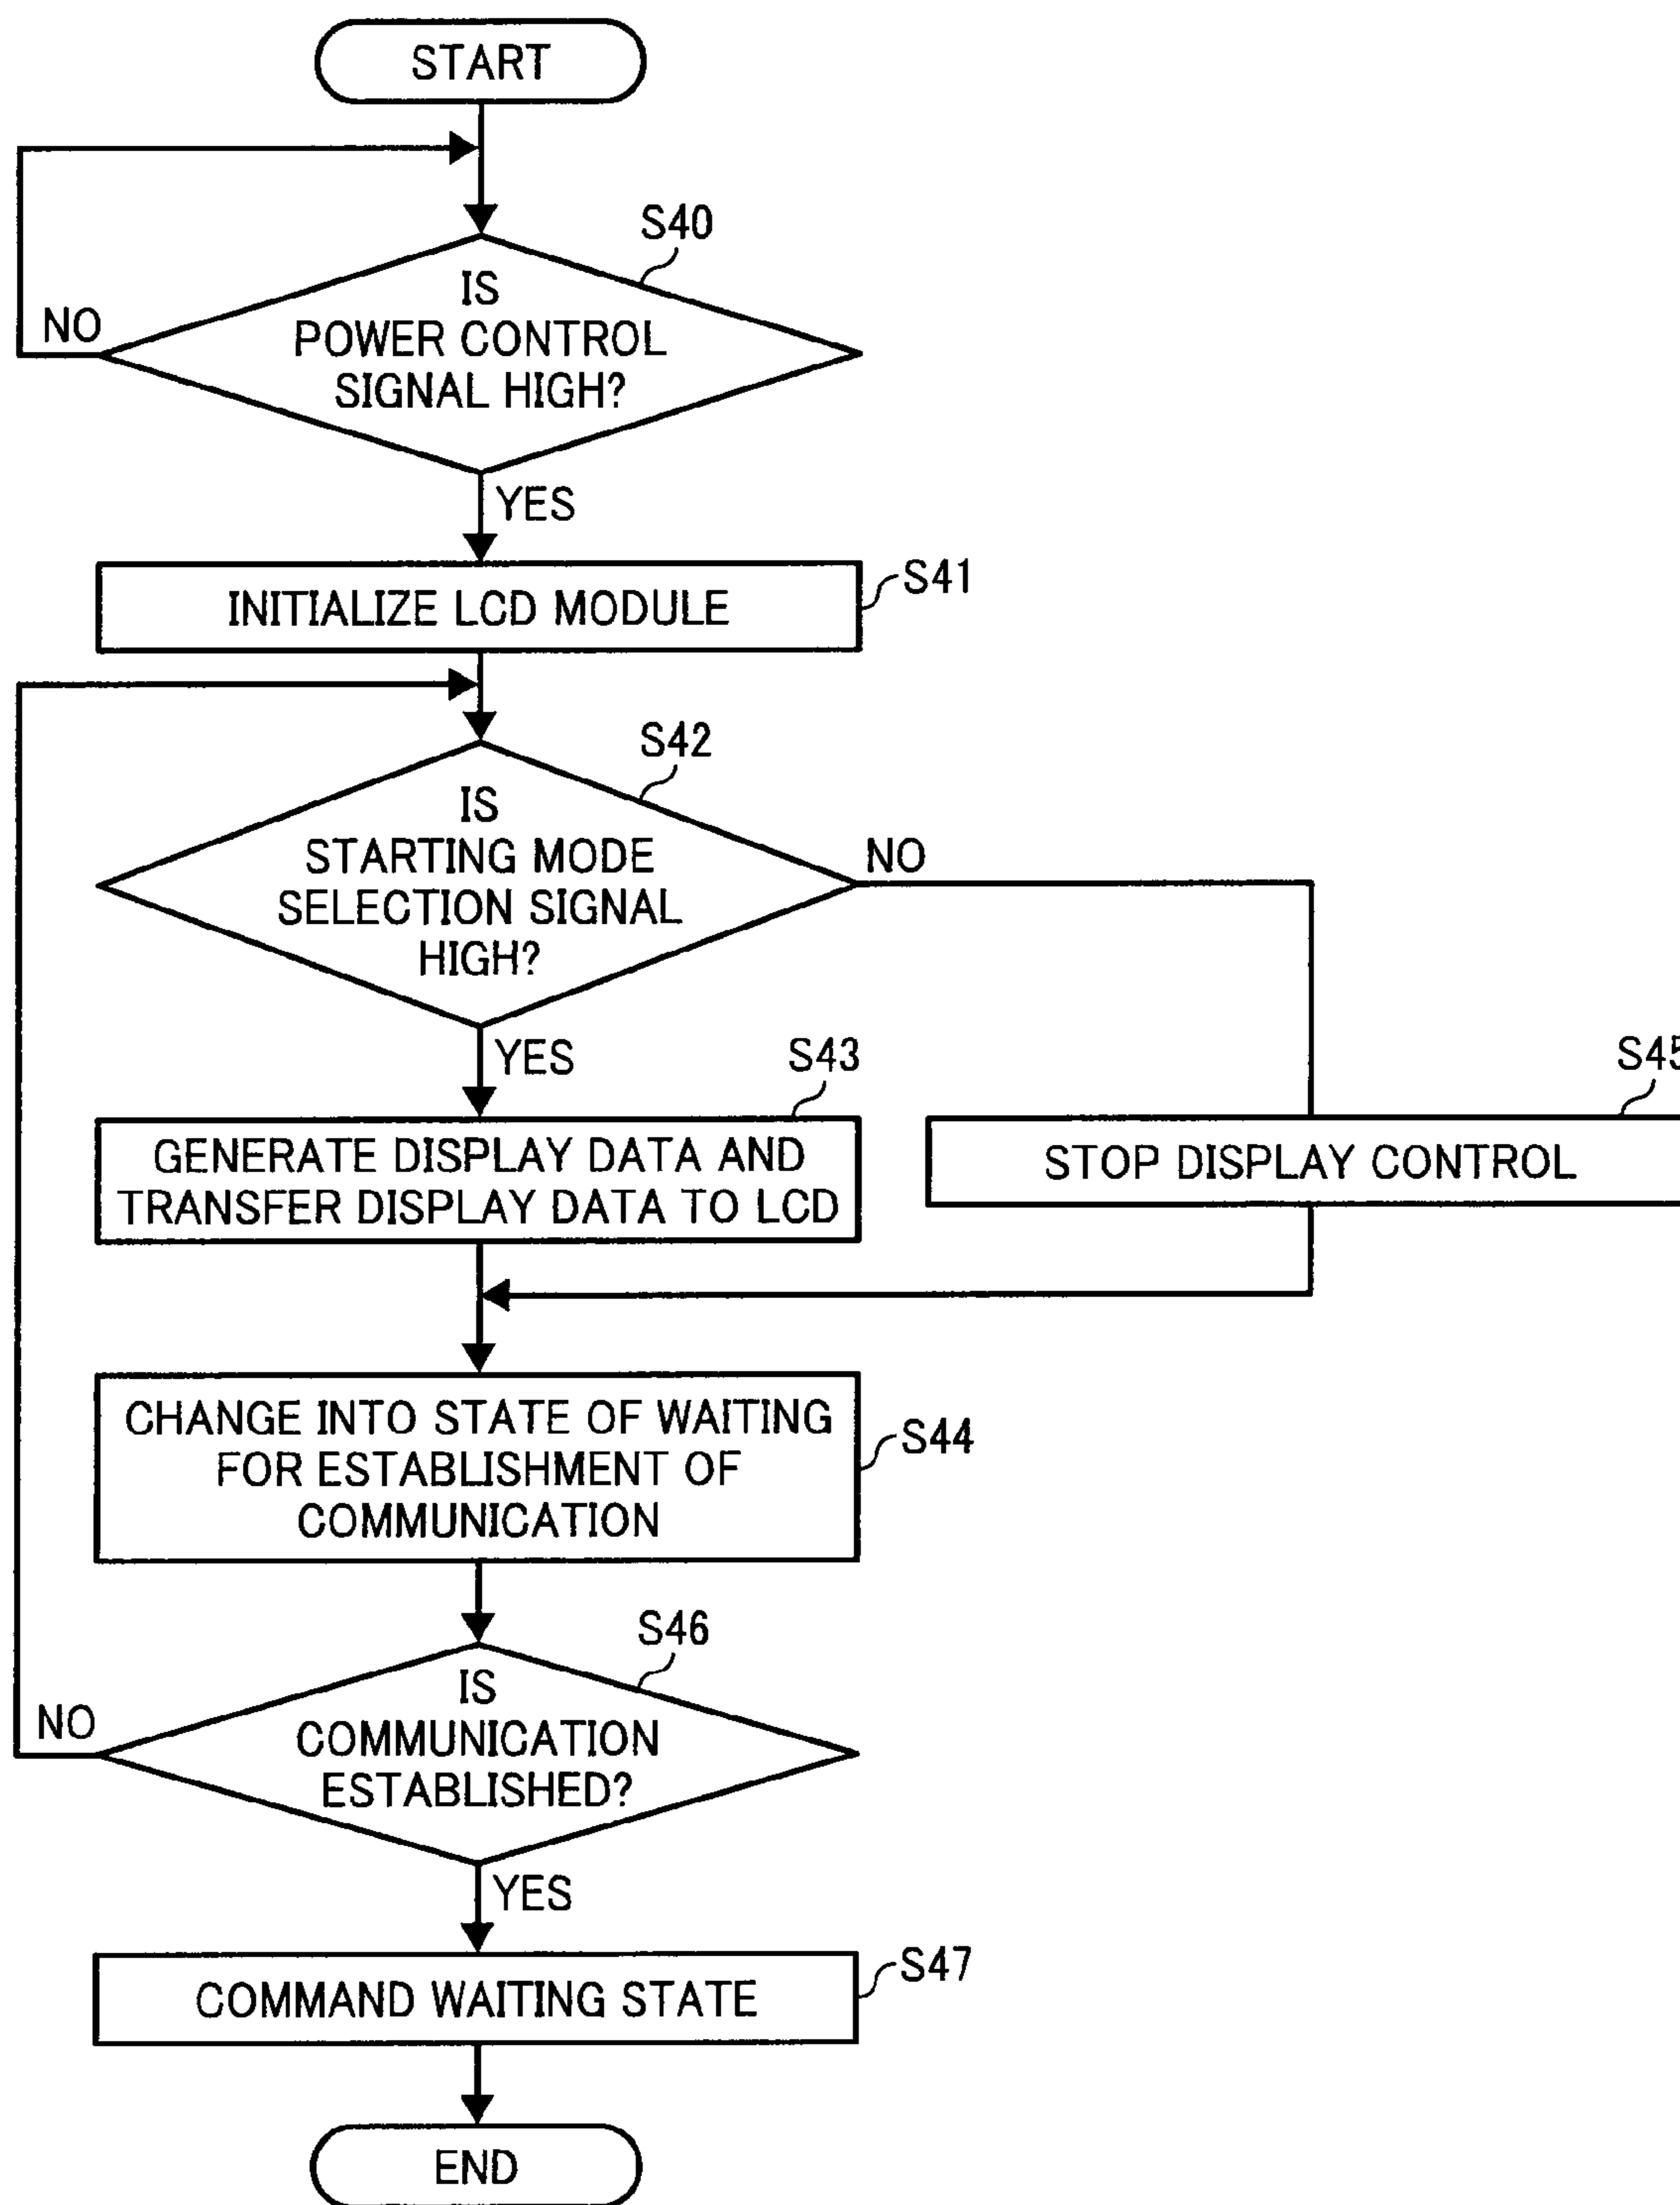 START
S40
IS
POWER CONTROL
SIGNAL HIGH?
NO
YES
S41
INITIALIZE LCD MODULE
S42
IS
STARTING MODE
SELECTION SIGNAL
HIGH?
NO
YES
S43
S45
GENERATE DISPLAY DATA AND
TRANSFER DISPLAY DATA TO LCD
STOP DISPLAY CONTROL
CHANGE INTO STATE OF WAITING
FOR ESTABLISHMENT OF
COMMUNICATION
S44
S46
IS
COMMUNICATION
ESTABLISHED?
NO
YES
S47
COMMAND WAITING STATE
END